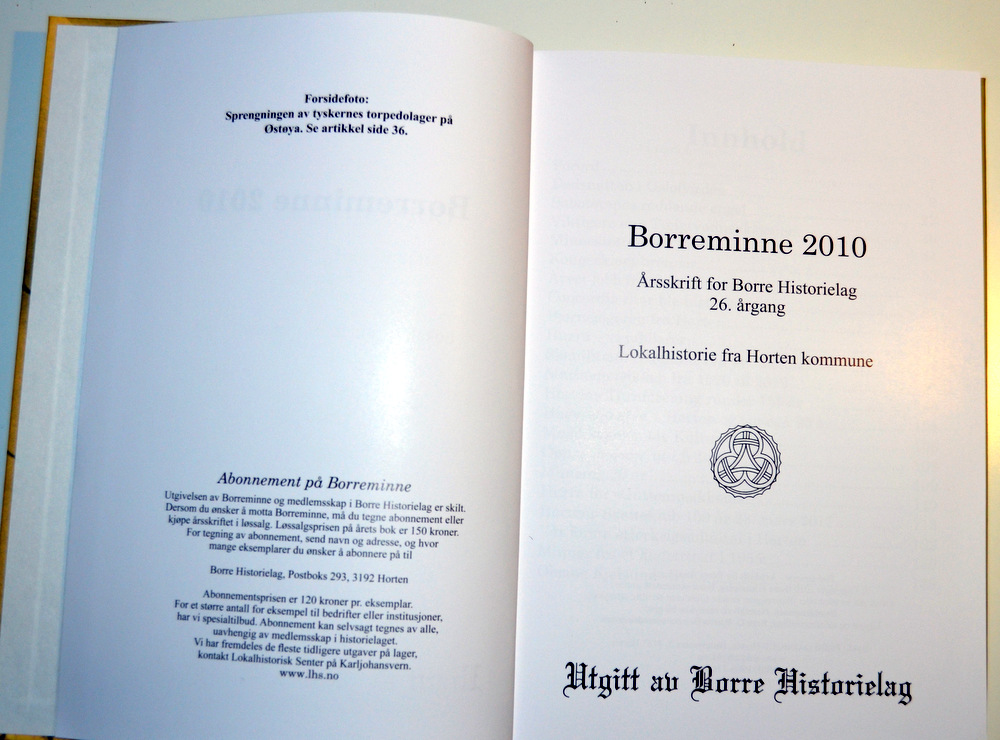 Forsidefoto:
Sprengningen av tyskernes torpedolager på
Østøya. Se artikkel side 36.
Abonnement på Borreminne
Utgivelsen av Borreminne og medlemsskap i Borre Historielag er skilt.
Dersom du ønsker å motta Borreminne, må du tegne abonnement eller
kjøpe årsskriftet i løssalg. Løssalgsprisen på årets bok er 150 kroner.
For tegning av abonnement, send navn og adresse, og hvor
mange eksemplarer du ønsker å abonnere på til
Borre Historielag, Postboks 293, 3192 Horten
Abonnementsprisen er 120 kroner pr. eksemplar.
For et større antall for eksempel til bedrifter eller institusjoner,
har vi spesialtilbud. Abonnement kan selvsagt tegnes av alle,
uavhengig av medlemsskap i historielaget.
Vi har fremdeles de fleste tidligere utgaver på lager,
kontakt Lokalhistorisk Senter på Karljohansvern.
www.lhs.no
Borreminne 2010
Årsskrift for Borre Historielag
26. årgang
Lokalhistorie fra Horten kommune
Utgitt av Borre Historielag